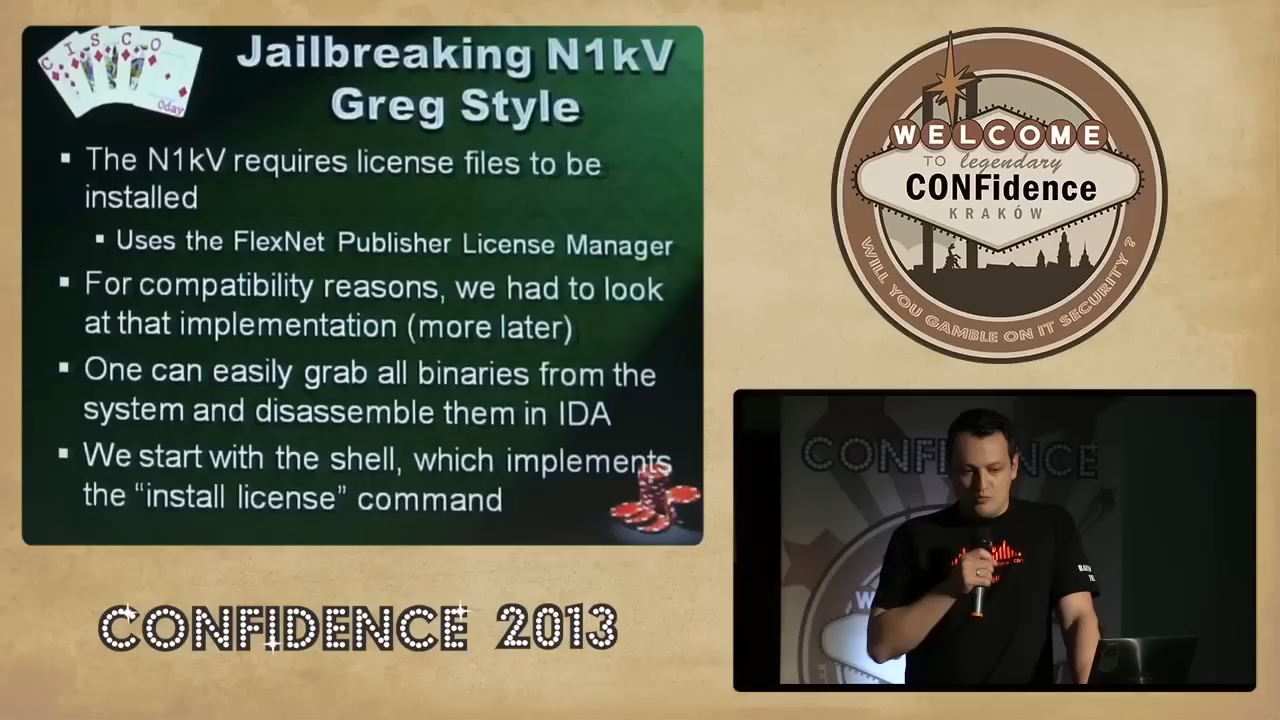 CISCO
0day
Jailbreaking N1kV
Greg Style
▪ The N1kV requires license files to be
installed
▪ Uses the FlexNet Publisher License Manager
▪ For compatibility reasons, we had to look
at that implementation (more later)
▪ One can easily grab all binaries from the
system and disassemble them in IDA
▪ We start with the shell, which implements
the “install license” command
WELCOME
TO legendary
CONFidence
KRAKÓW
WILL YOU GAMBLE ON IT SECURITY?
CONFIDENCE 2013
CONFIDENCE